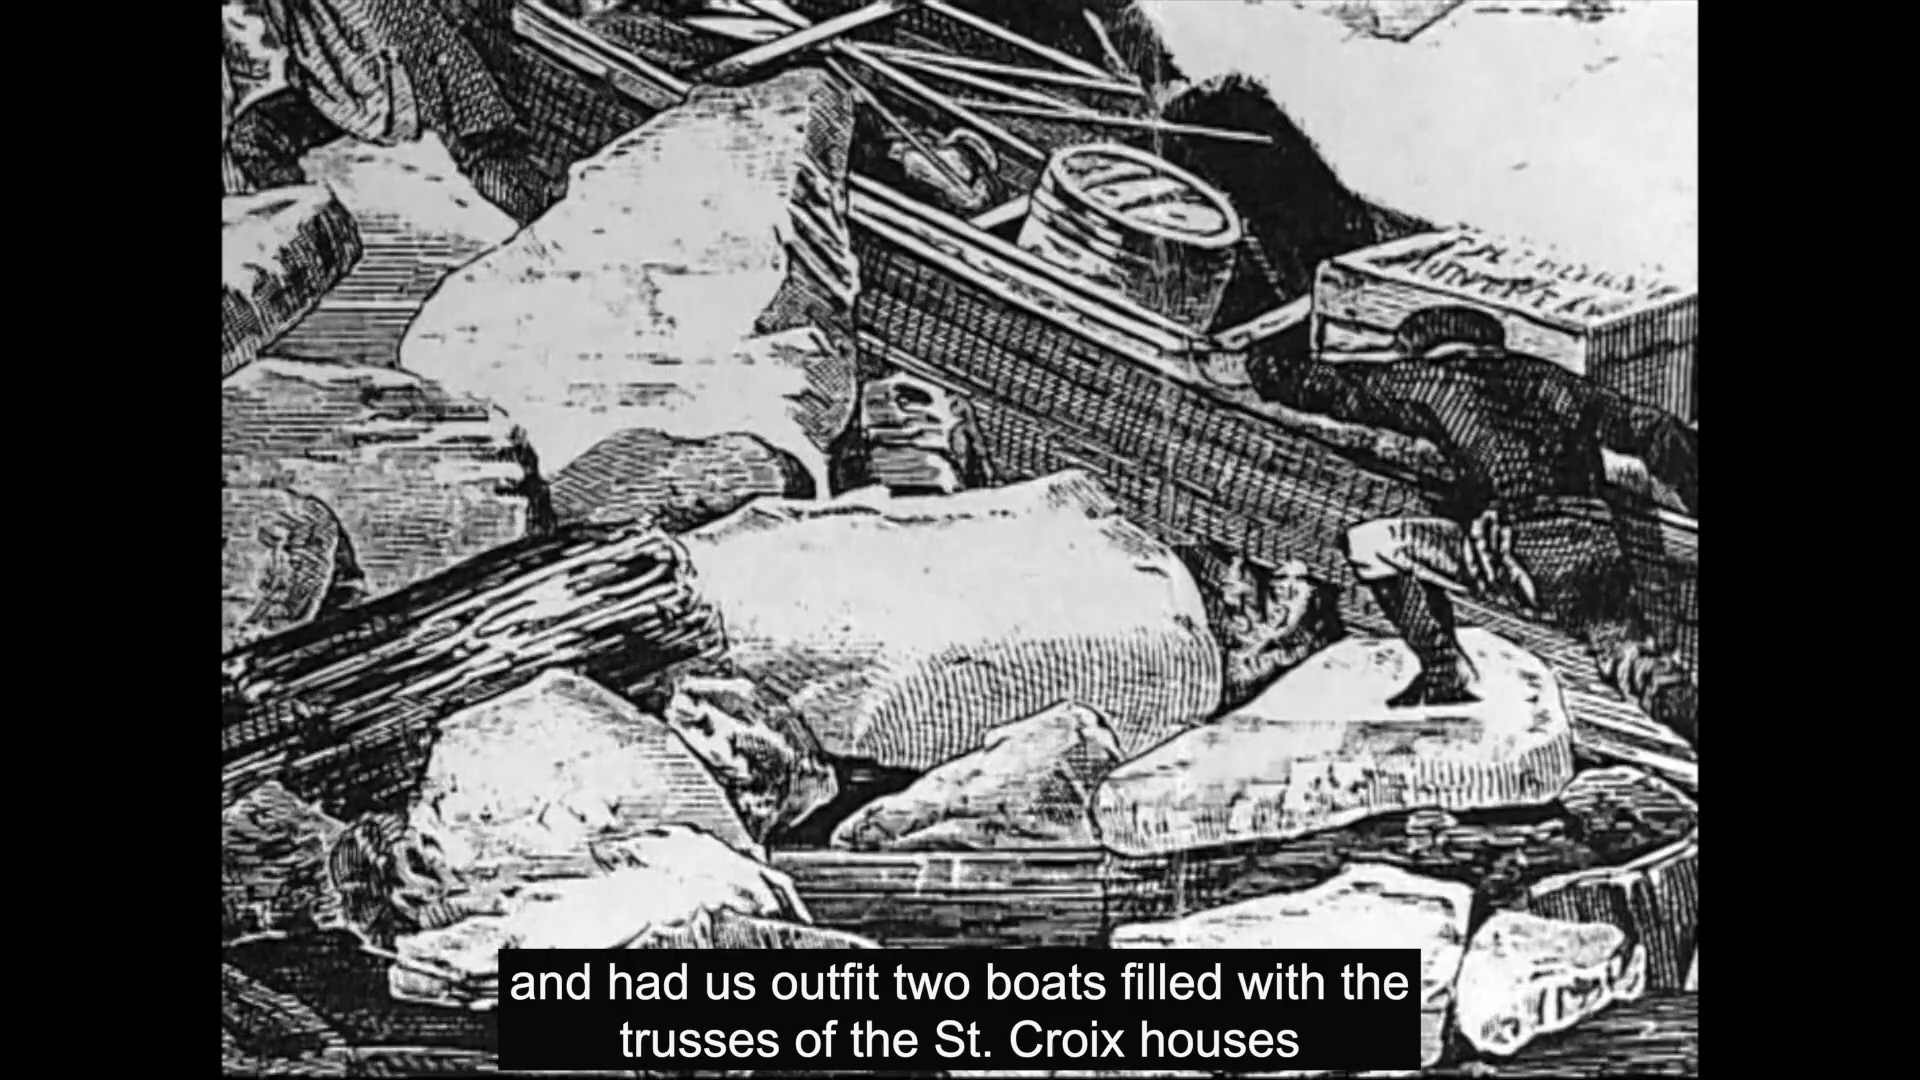 and had us outfit two boats filled with the
trusses of the St. Croix houses